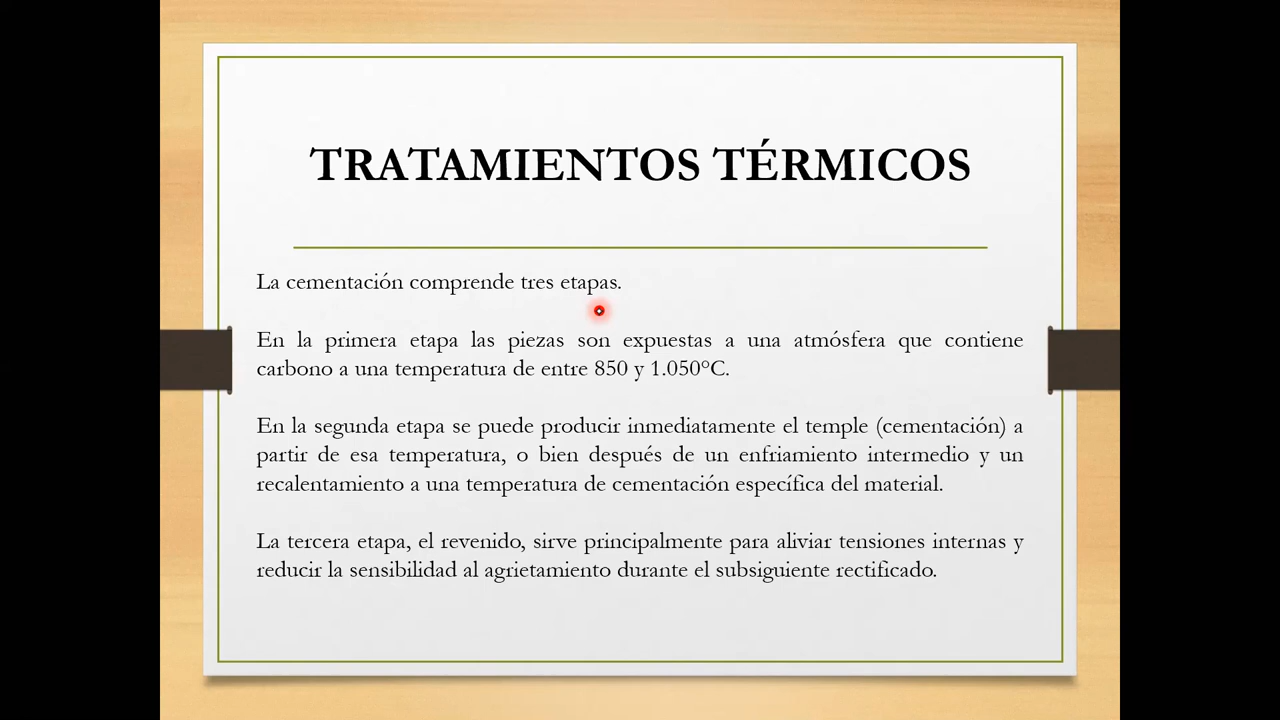 TRATAMIENTOS TÉRMICOS
La cementación comprende tres etapas.
En la primera etapa las piezas son expuestas a una atmósfera que contiene
carbono a una temperatura de entre 850 y 1.050°C.
En la segunda etapa se puede producir inmediatamente el temple (cementación) a
partir de esa temperatura, o bien después de un enfriamiento intermedio y un
recalentamiento a una temperatura de cementación específica del material.
La tercera etapa, el revenido, sirve principalmente para aliviar tensiones internas y
reducir la sensibilidad al agrietamiento durante el subsiguiente rectificado.